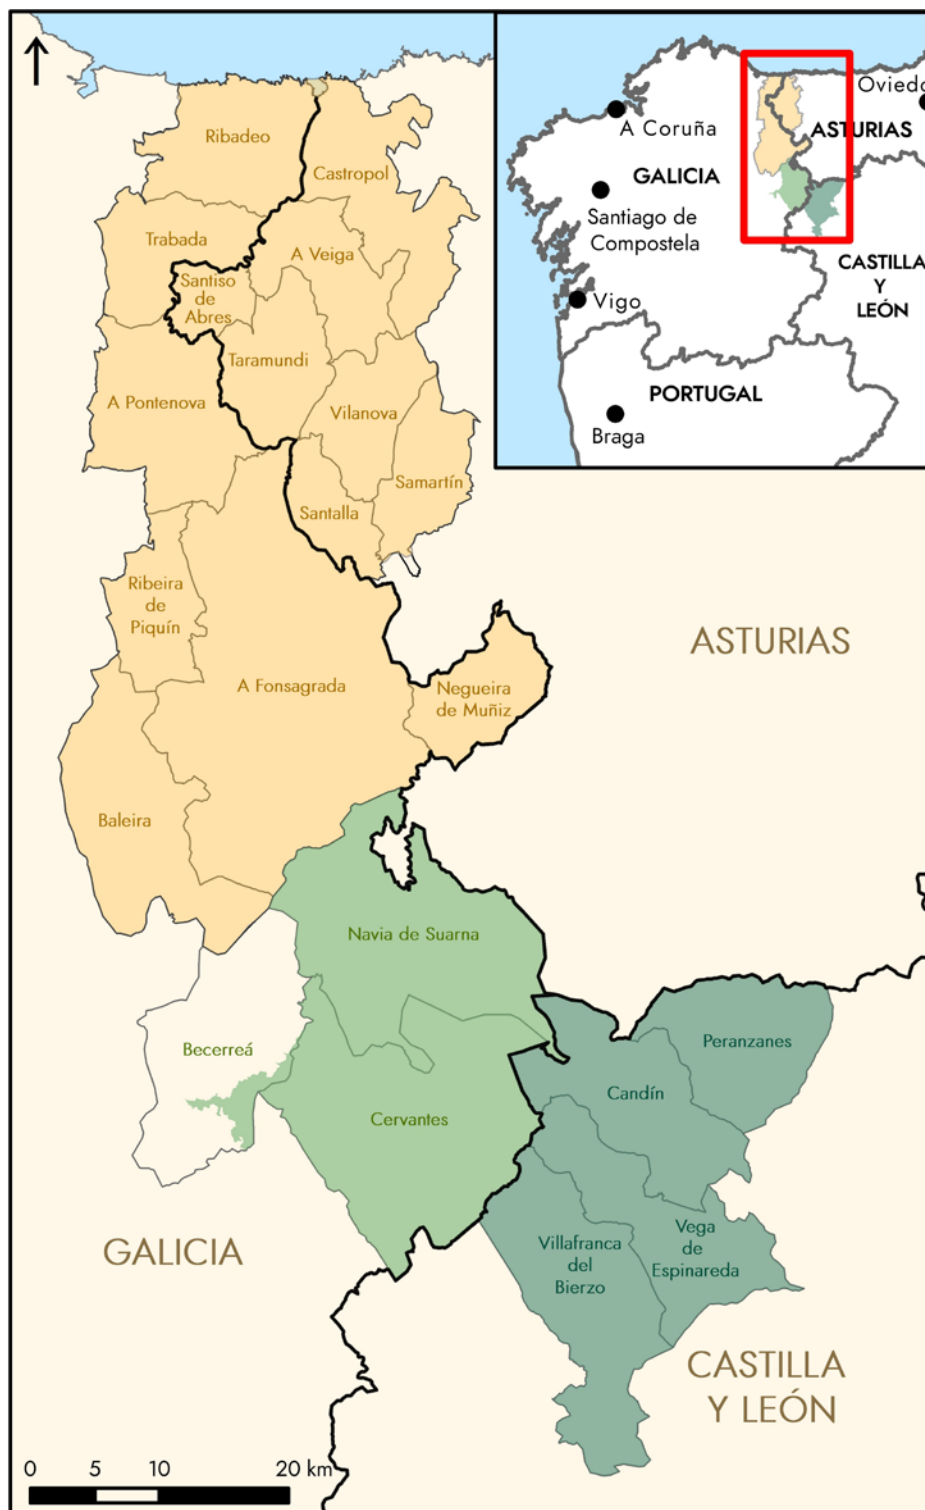 Ribadeo
Castropol
Trabada
A Veiga
Santiso
de
Abres
Taramundi
A Pontenova
Vilanova
Samartín
Santalla
Ribeira
de
Piquín
A Fonsagrada
Negueira
de Muñiz
Baleira
Navia de Suarna
Becerreá
Cervantes
Peranzanes
Candín
Vega
de
Espinareda
Villafranca
del
Bierzo
ASTURIAS
GALICIA
CASTILLA
Y LEÓN
0 5 10 20 km
Oviedo
A Coruña
ASTURIAS
GALICIA
Santiago de
Compostela
CASTILLA
Y
LEÓN
Vigo
PORTUGAL
Braga